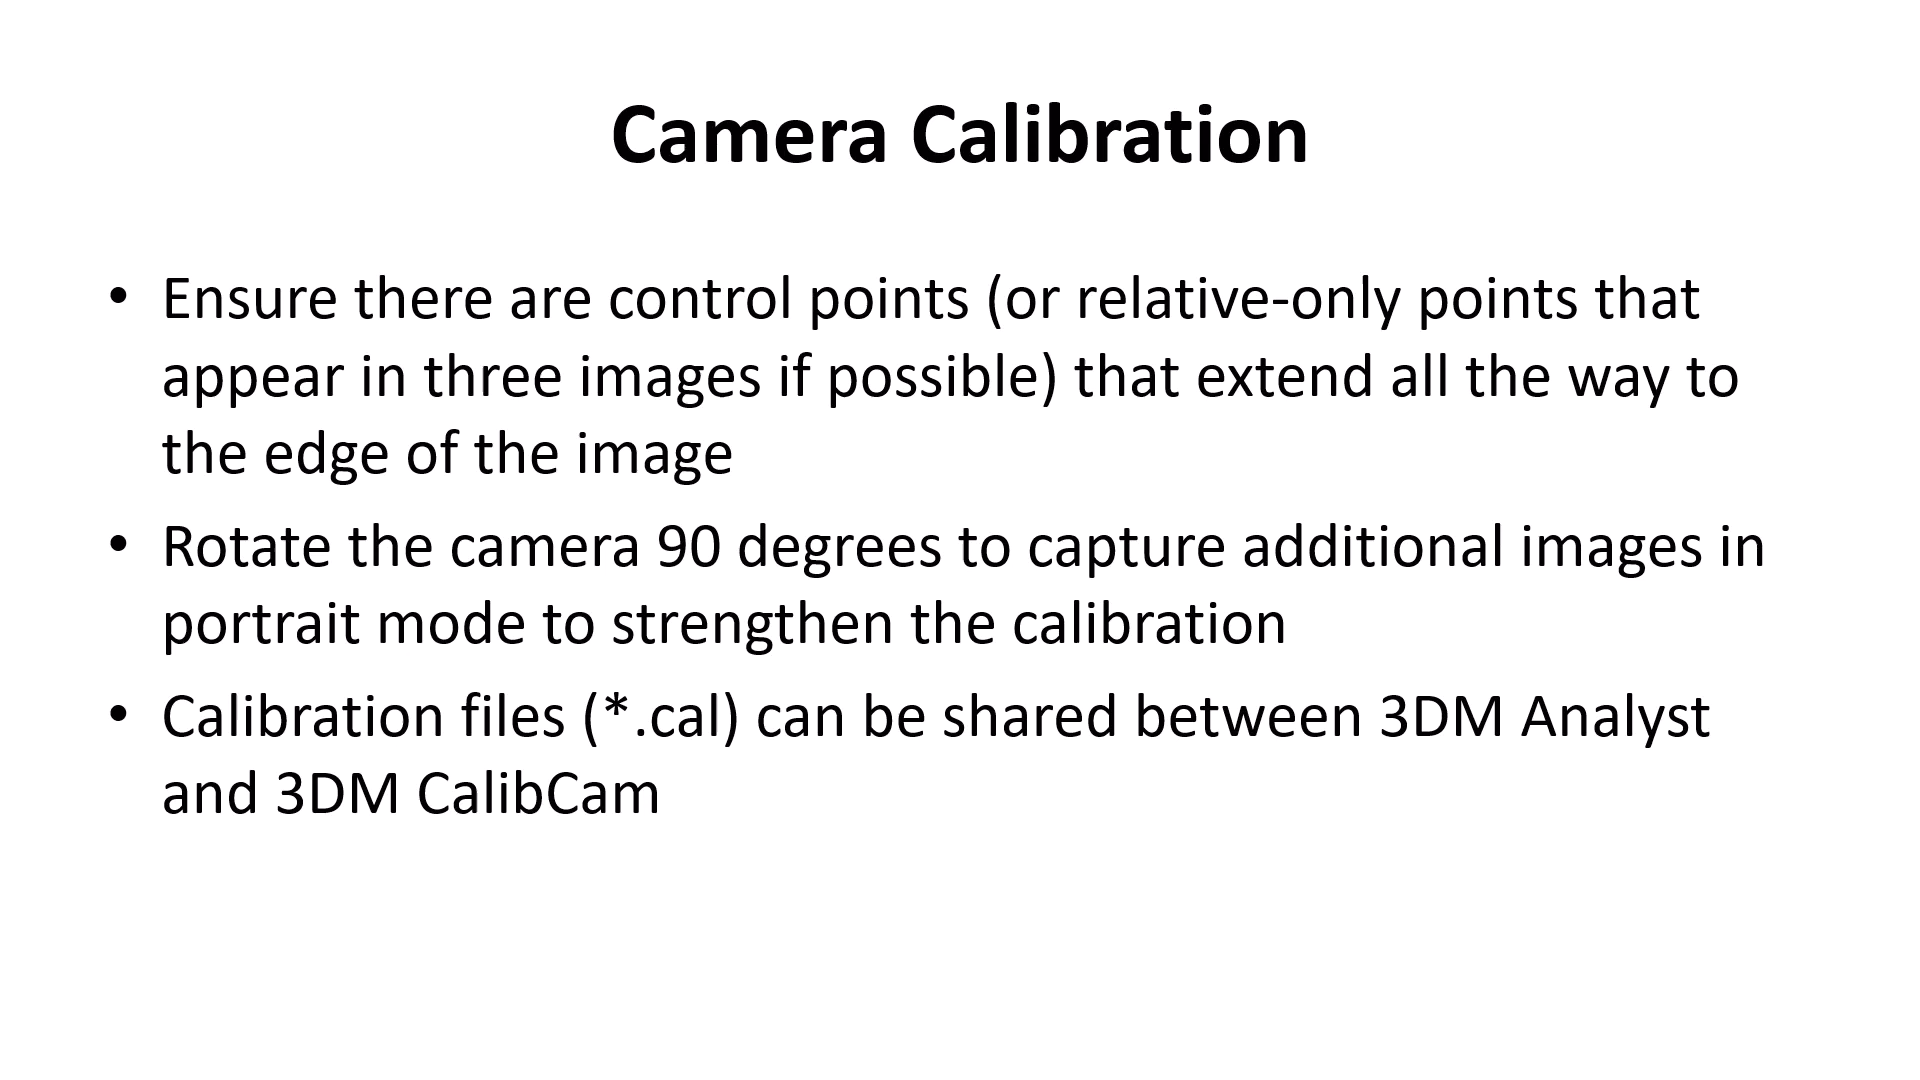 Camera Calibration
• Ensure there are control points (or relative-only points that
appear in three images if possible) that extend all the way to
the edge of the image
• Rotate the camera 90 degrees to capture additional images in
portrait mode to strengthen the calibration
• Calibration files (*.cal) can be shared between 3DM Analyst
and 3DM CalibCam